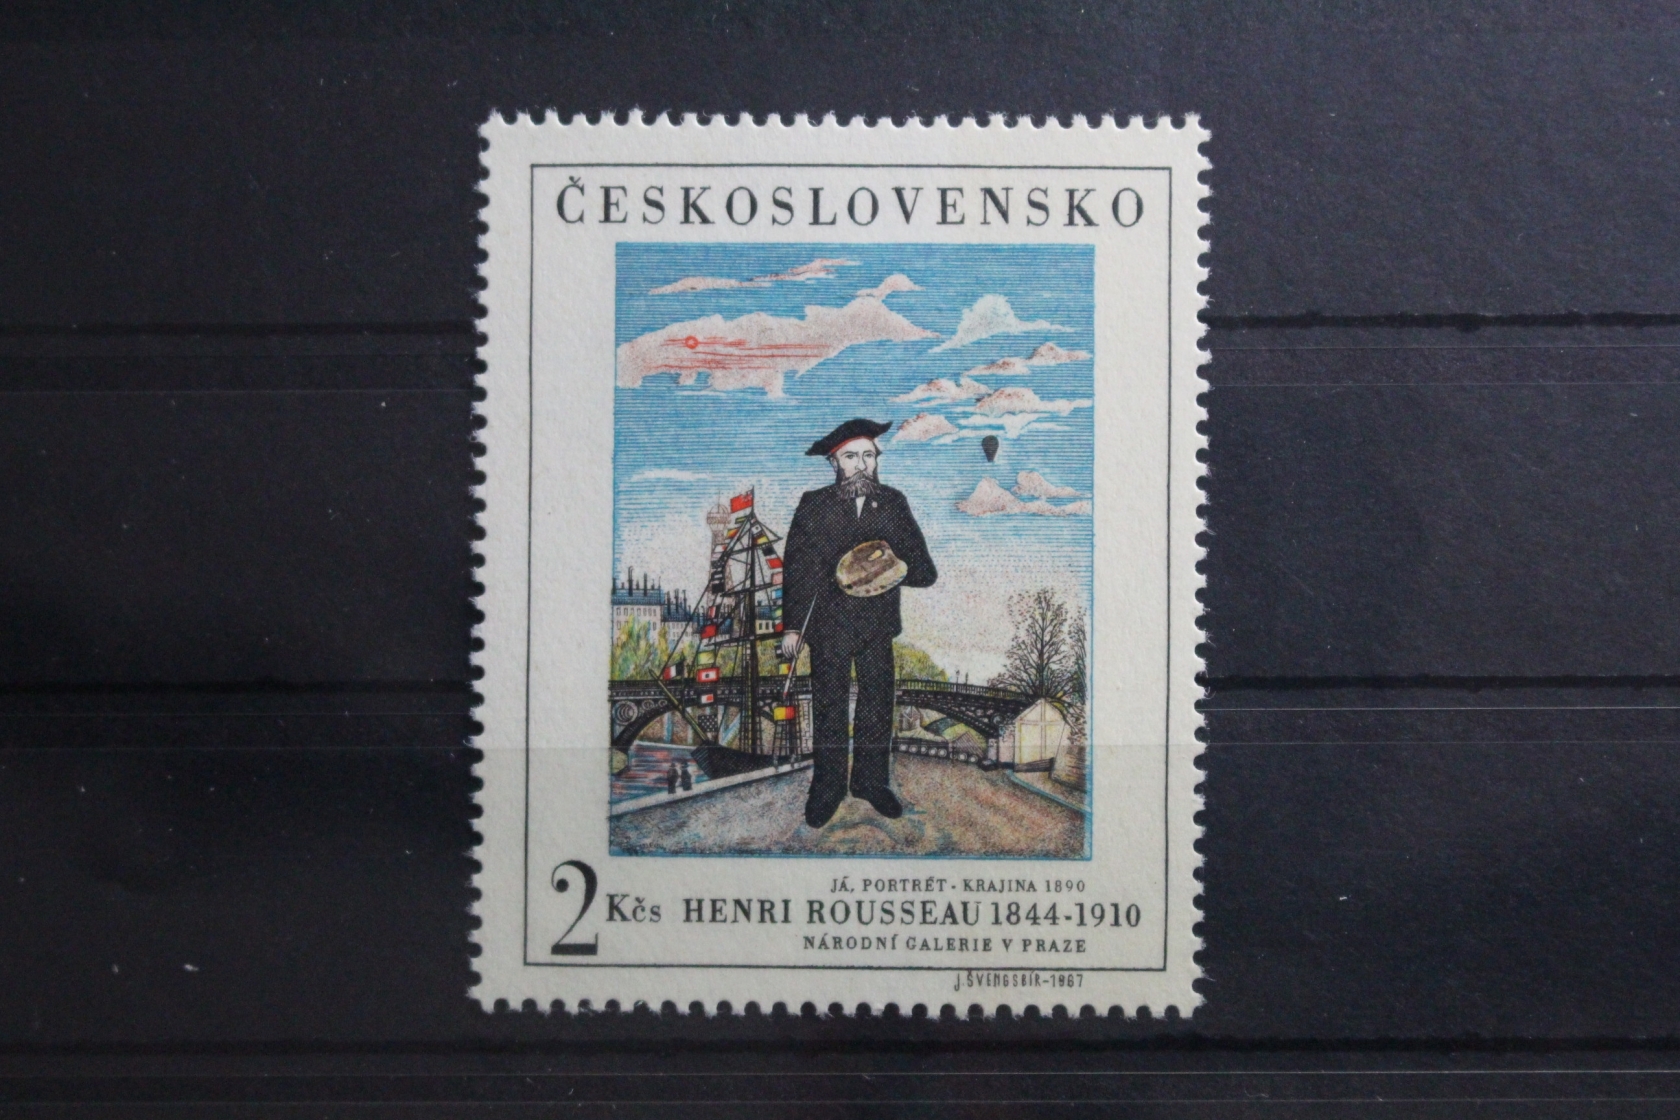 ČESKOSLOVENSKO
JÁ, PORTRÉT - KRAJINA 1890
2 Kčs HENRI ROUSSEAU 1844-1910
NÁRODNÍ GALERIE V PRAZE
J. ŠVENGSBÍR-1967